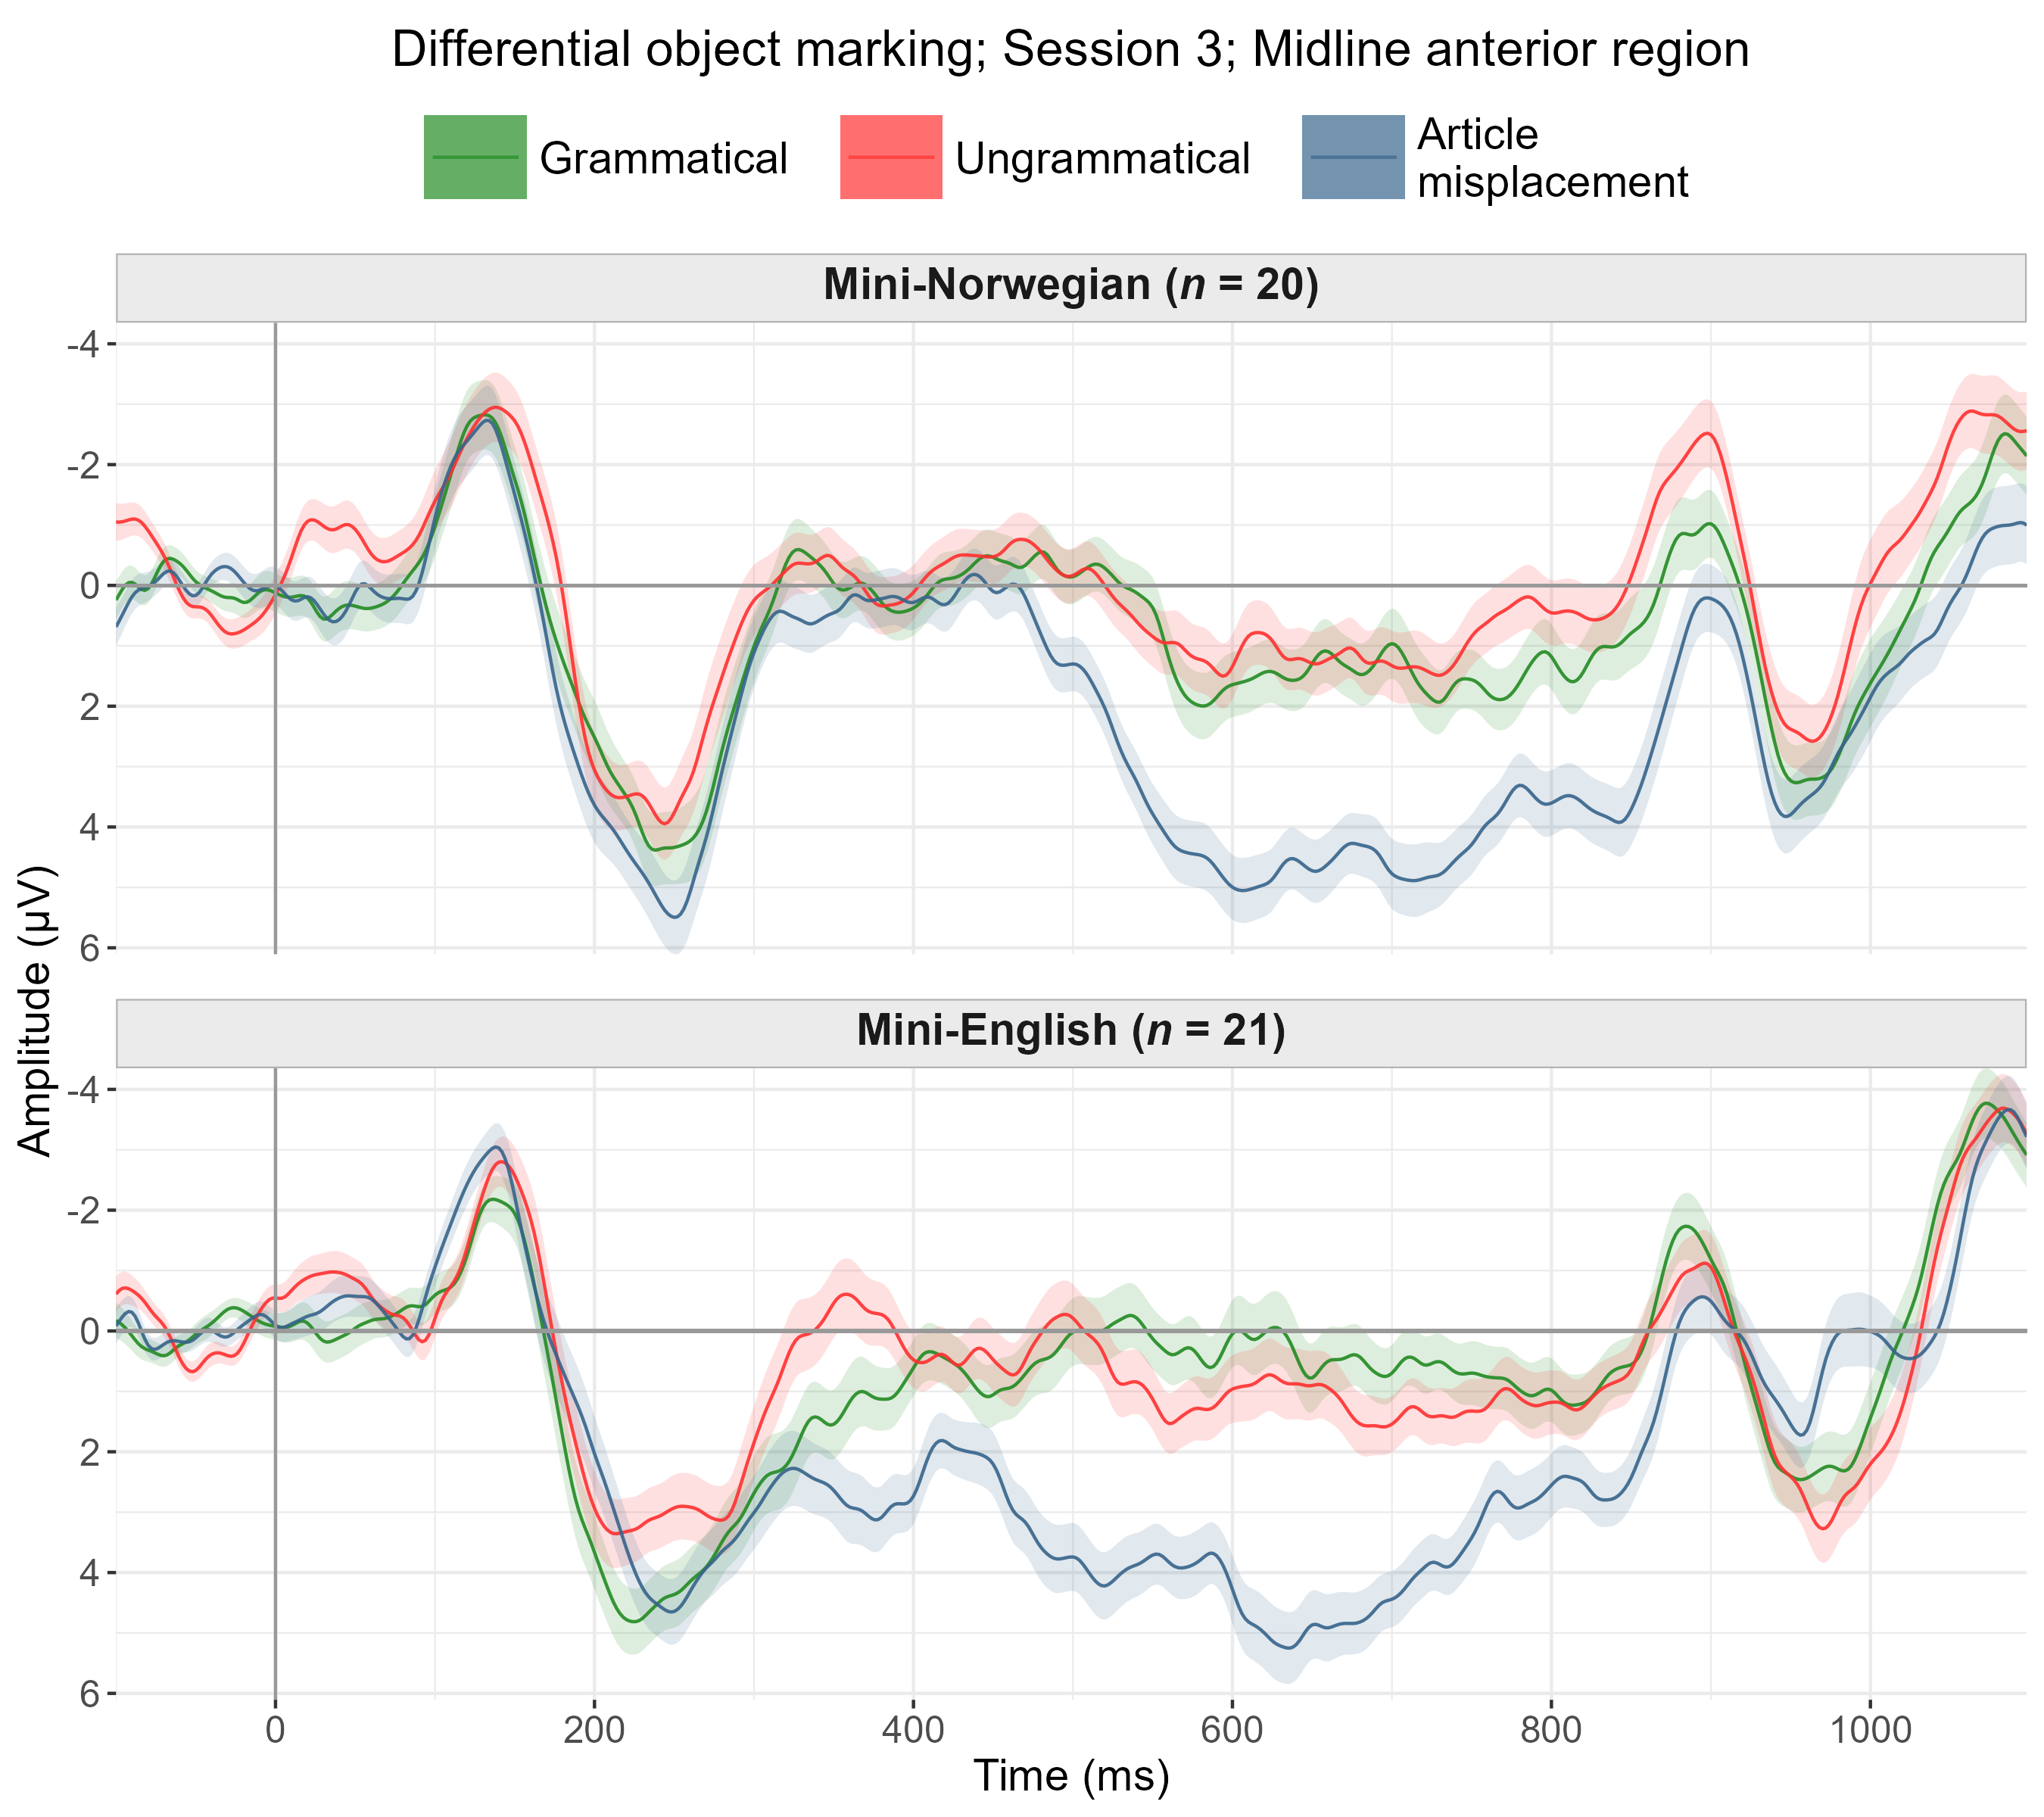 Differential object marking; Session 3; Midline anterior region
Grammatical
Ungrammatical
Article
misplacement
Mini-Norwegian (n = 20)
-4
-2
0
2
4
6
Mini-English (n = 21)
-4
-2
0
2
4
6
Amplitude (µV)
0 200 400 600 800 1000
Time (ms)